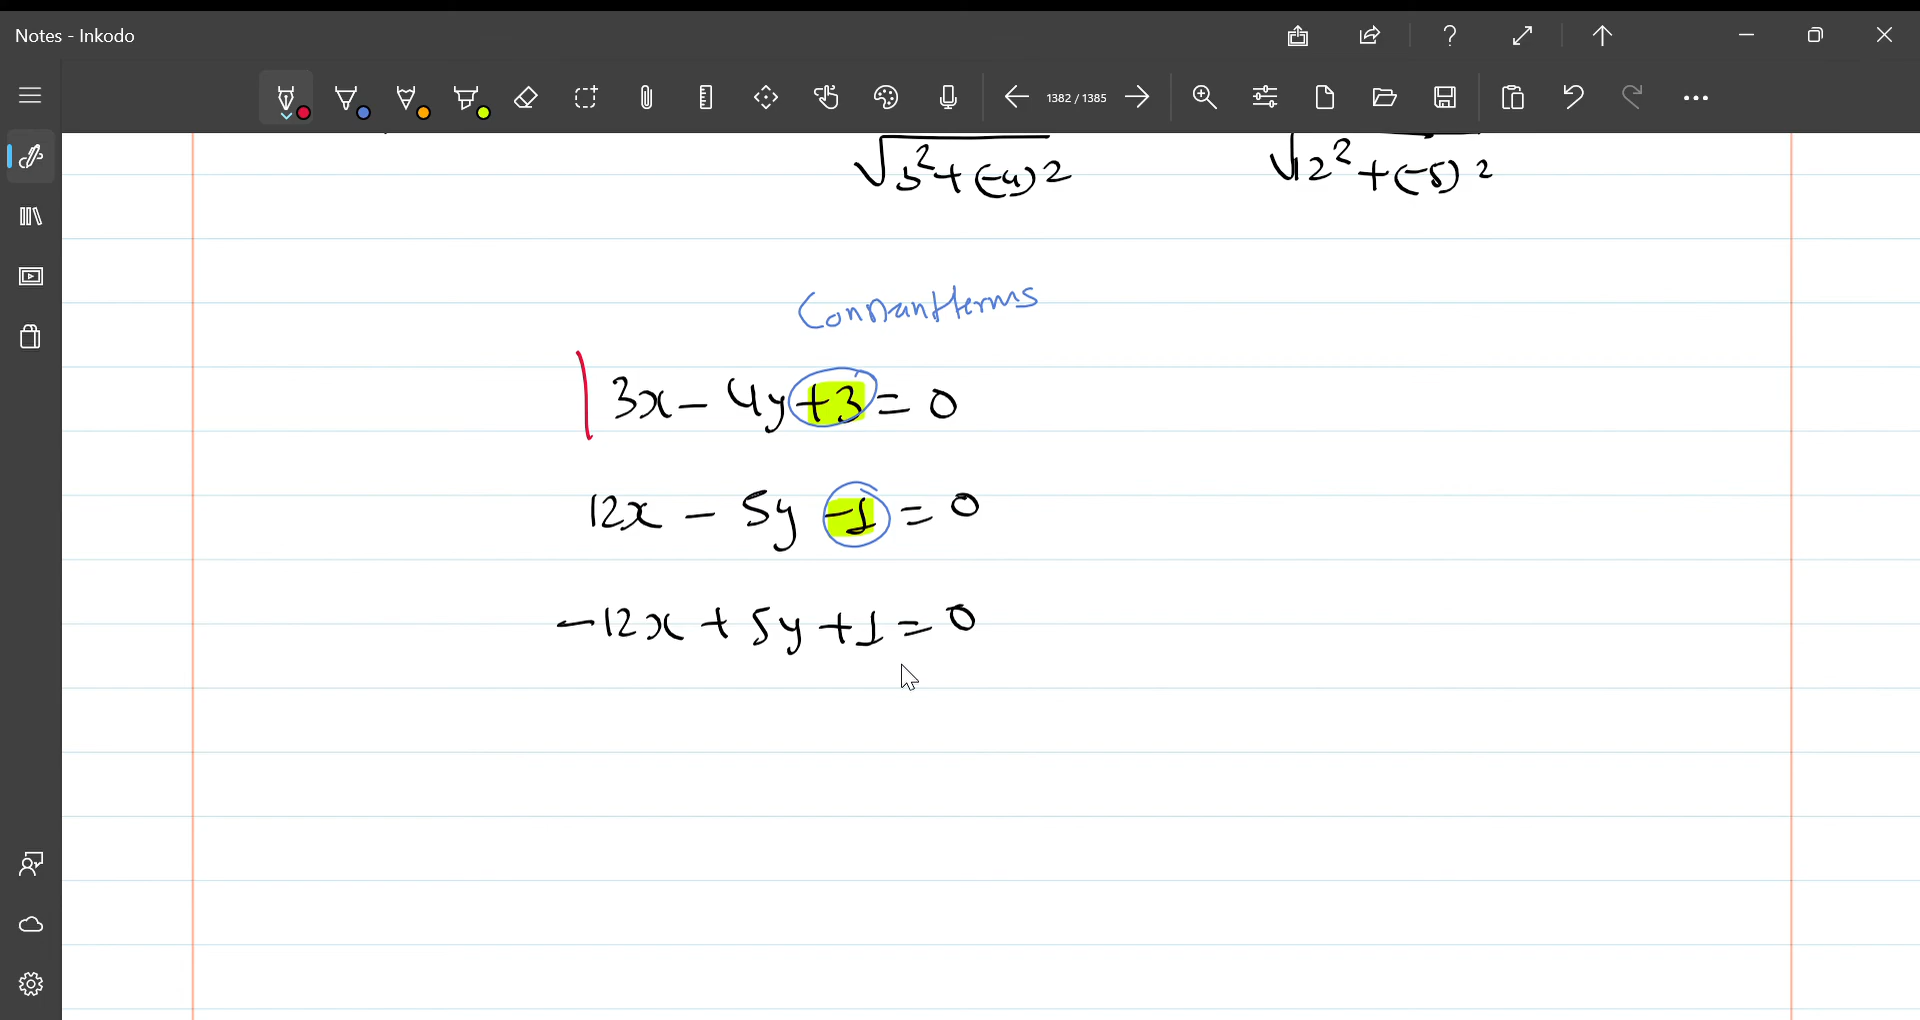 Notes - Inkodo
1382 / 1385
√3²+(-4)2 √12²+(-5)2
Constant terms
3x - 4y +3 = 0
12x - 5y -1 = 0
-12x + 5y + 1 = 0